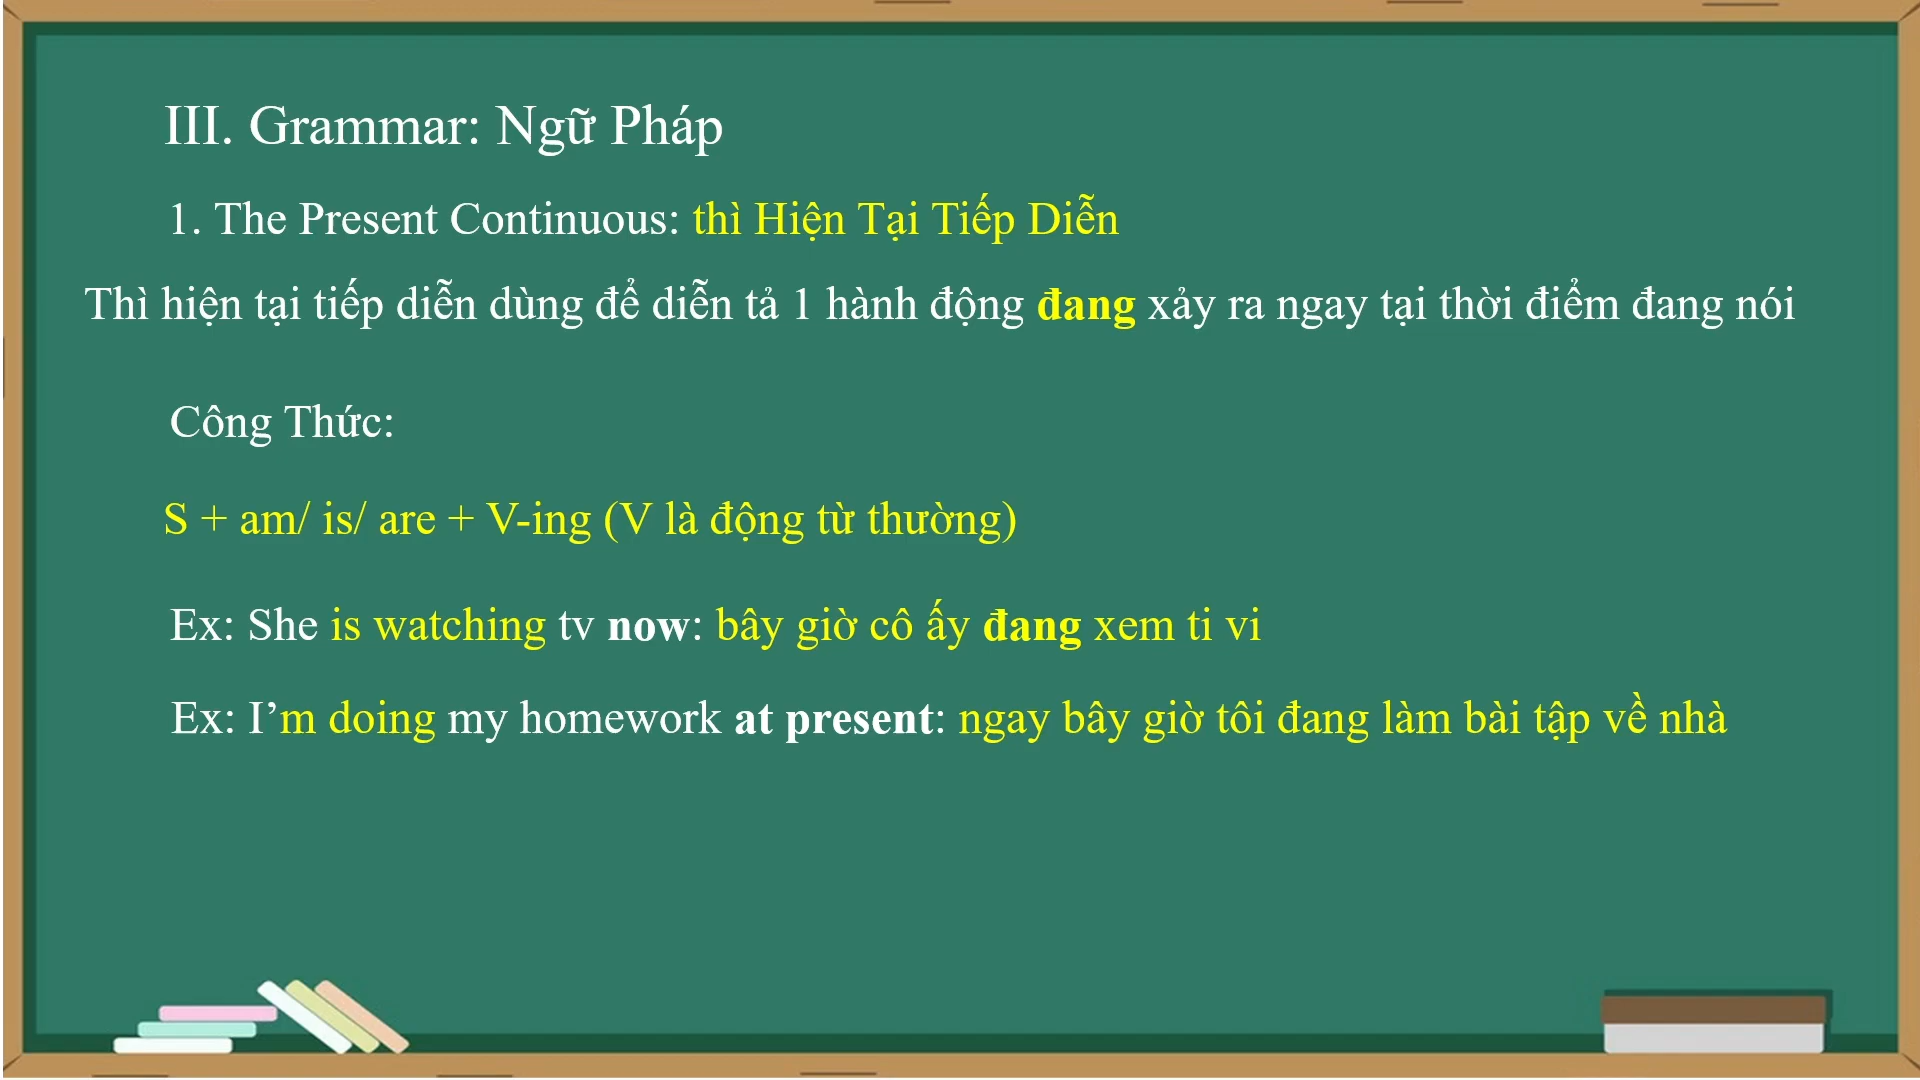 III. Grammar: Ngữ Pháp
1. The Present Continuous: thì Hiện Tại Tiếp Diễn
Thì hiện tại tiếp diễn dùng để diễn tả 1 hành động đang xảy ra ngay tại thời điểm đang nói
Công Thức:
S + am/ is/ are + V-ing (V là động từ thường)
Ex: She is watching tv now: bây giờ cô ấy đang xem ti vi
Ex: I’m doing my homework at present: ngay bây giờ tôi đang làm bài tập về nhà